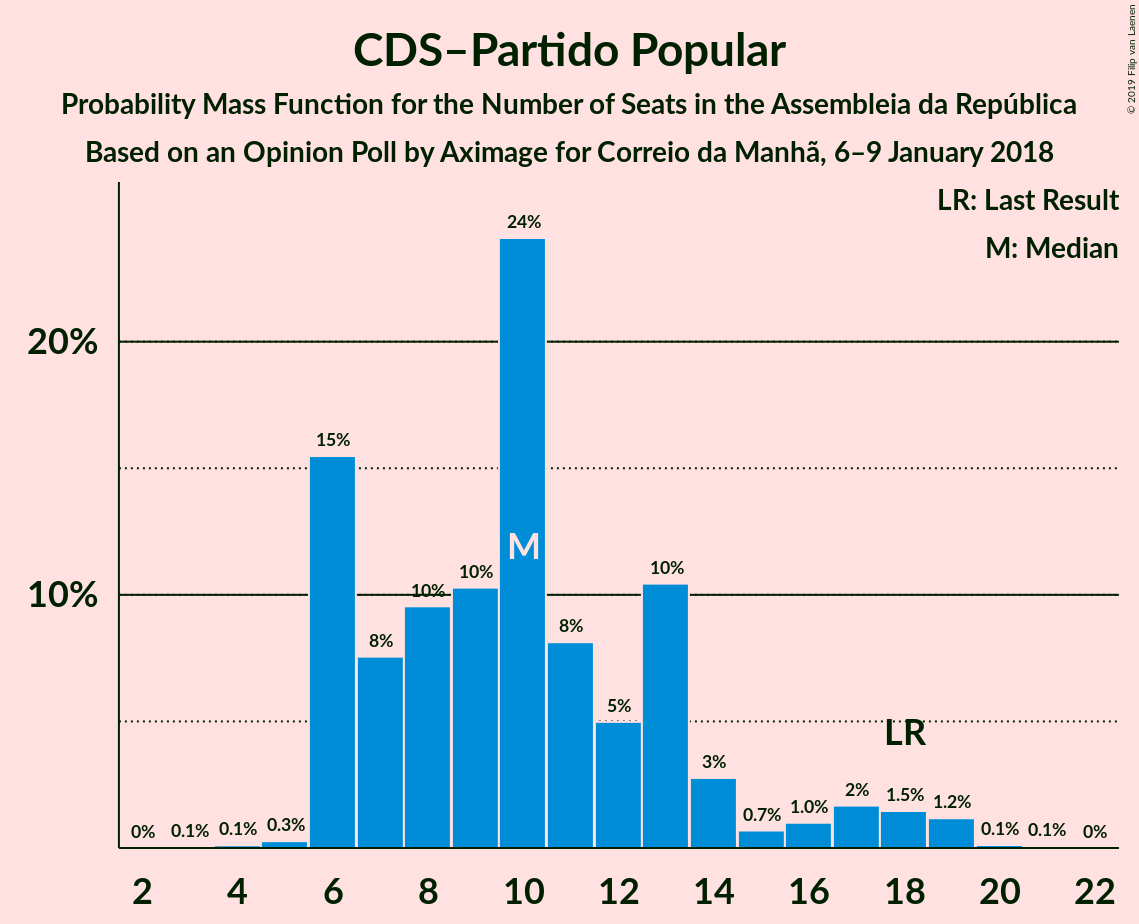 CDS–Partido Popular
Probability Mass Function for the Number of Seats in the Assembleia da República
Based on an Opinion Poll by Aximage for Correio da Manhã, 6–9 January 2018
© 2019 Filip van Laenen
LR: Last Result
M: Median
20%
10%
0%
0.1%
0.1%
0.3%
15%
8%
10%
10%
24%
M
8%
5%
10%
3%
0.7%
1.0%
2%
LR
1.5%
1.2%
0.1%
0.1%
0%
2 4 6 8 10 12 14 16 18 20 22